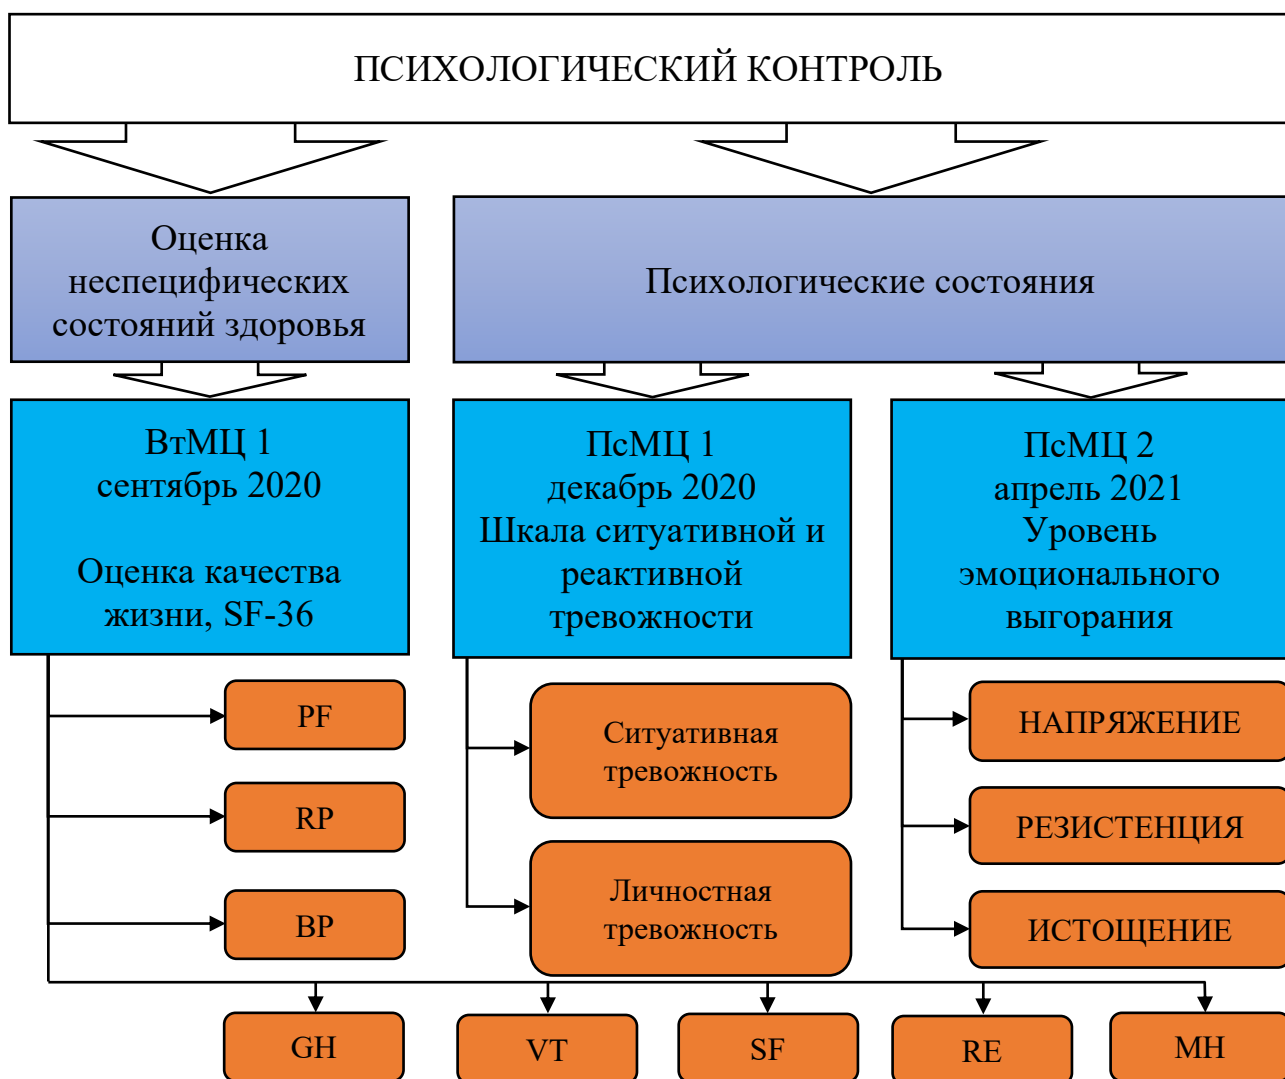 ПСИХОЛОГИЧЕСКИЙ КОНТРОЛЬ
Оценка
неспецифических
состояний здоровья
Психологические состояния
ВтМЦ 1
сентябрь 2020
Оценка качества
жизни, SF-36
ПсМЦ 1
декабрь 2020
Шкала ситуативной и
реактивной
тревожности
ПсМЦ 2
апрель 2021
Уровень
эмоционального
выгорания
PF
RP
BP
Ситуативная
тревожность
Личностная
тревожность
НАПРЯЖЕНИЕ
РЕЗИСТЕНЦИЯ
ИСТОЩЕНИЕ
GH
VT
SF
RE
MH